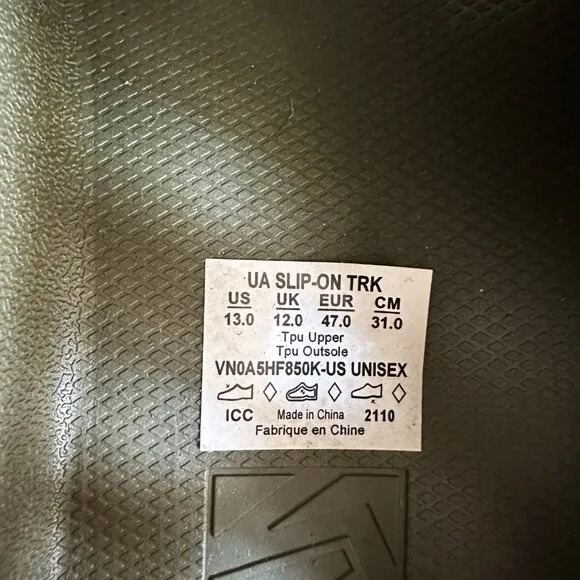 UA SLIP-ON TRK
US UK EUR CM
13.0 12.0 47.0 31.0
Tpu Upper
Tpu Outsole
VN0A5HF850K-US UNISEX
ICC Made in China 2110
Fabrique en Chine